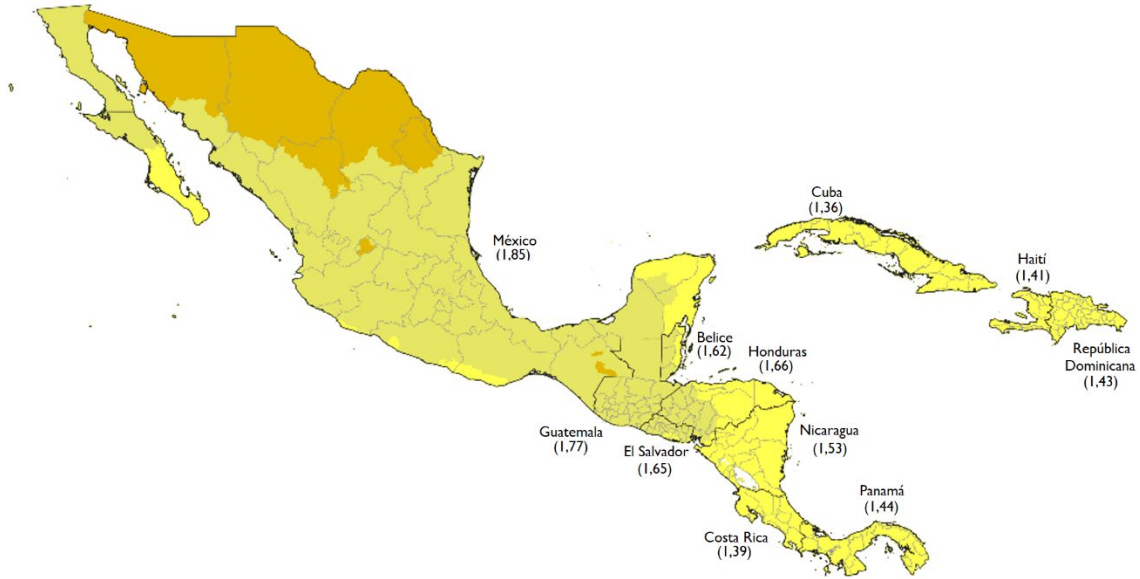 Cuba
(1,36)
México
(1,85)
Haití
(1,41)
Belice
(1,62)
Honduras
(1,66)
República
Dominicana
(1,43)
Guatemala
(1,77)
El Salvador
(1,65)
Nicaragua
(1,53)
Panamá
(1,44)
Costa Rica
(1,39)